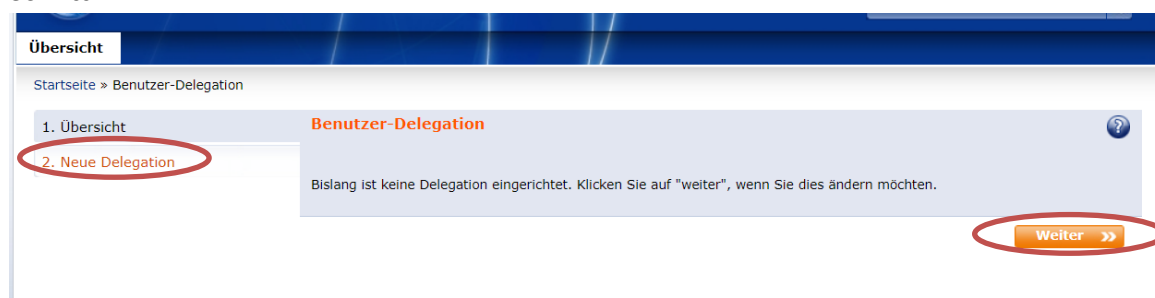 Übersicht
Startseite » Benutzer-Delegation
1. Übersicht
Benutzer-Delegation
2. Neue Delegation
Bislang ist keine Delegation eingerichtet. Klicken Sie auf "weiter", wenn Sie dies ändern möchten.
Weiter »